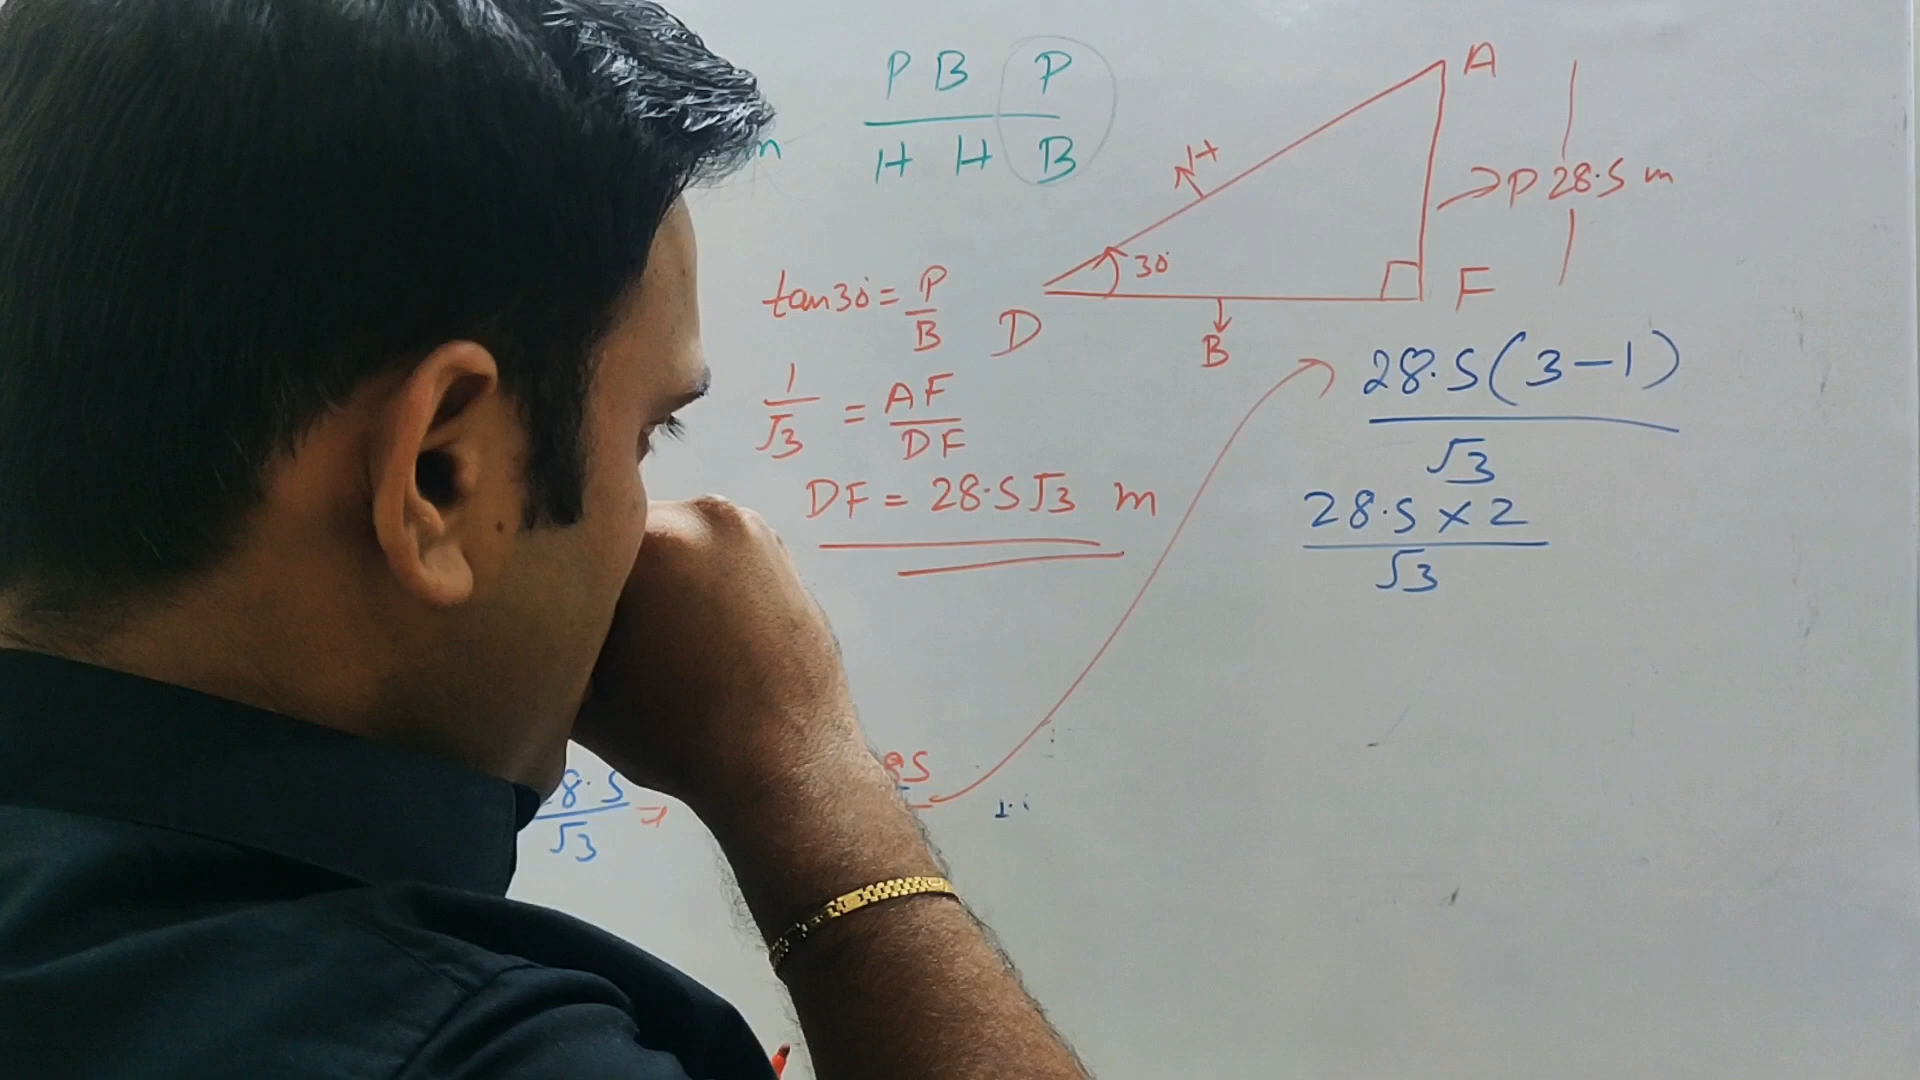 P B P
H H B
m
A
H
P 28.5 m
30°
D
B
F
tan30° = P/B
1/√3 = AF/DF
DF = 28.5√3 m
28.5(3-1)/√3
28.5 × 2/√3
8.5/√3